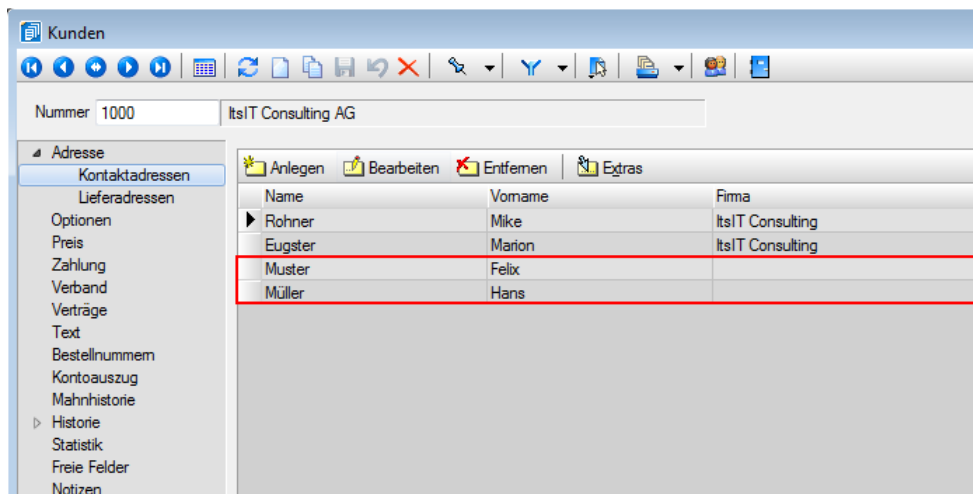 Kunden
Nummer 1000 ItsIT Consulting AG
Adresse
Kontaktadressen
Lieferadressen
Optionen
Preis
Zahlung
Verband
Verträge
Text
Bestellnummern
Kontoauszug
Mahnhistorie
Historie
Statistik
Freie Felder
Notizen
Anlegen Bearbeiten Entfernen Extras
Name Vorname Firma
Rohner Mike ItsIT Consulting
Eugster Marion ItsIT Consulting
Muster Felix
Müller Hans